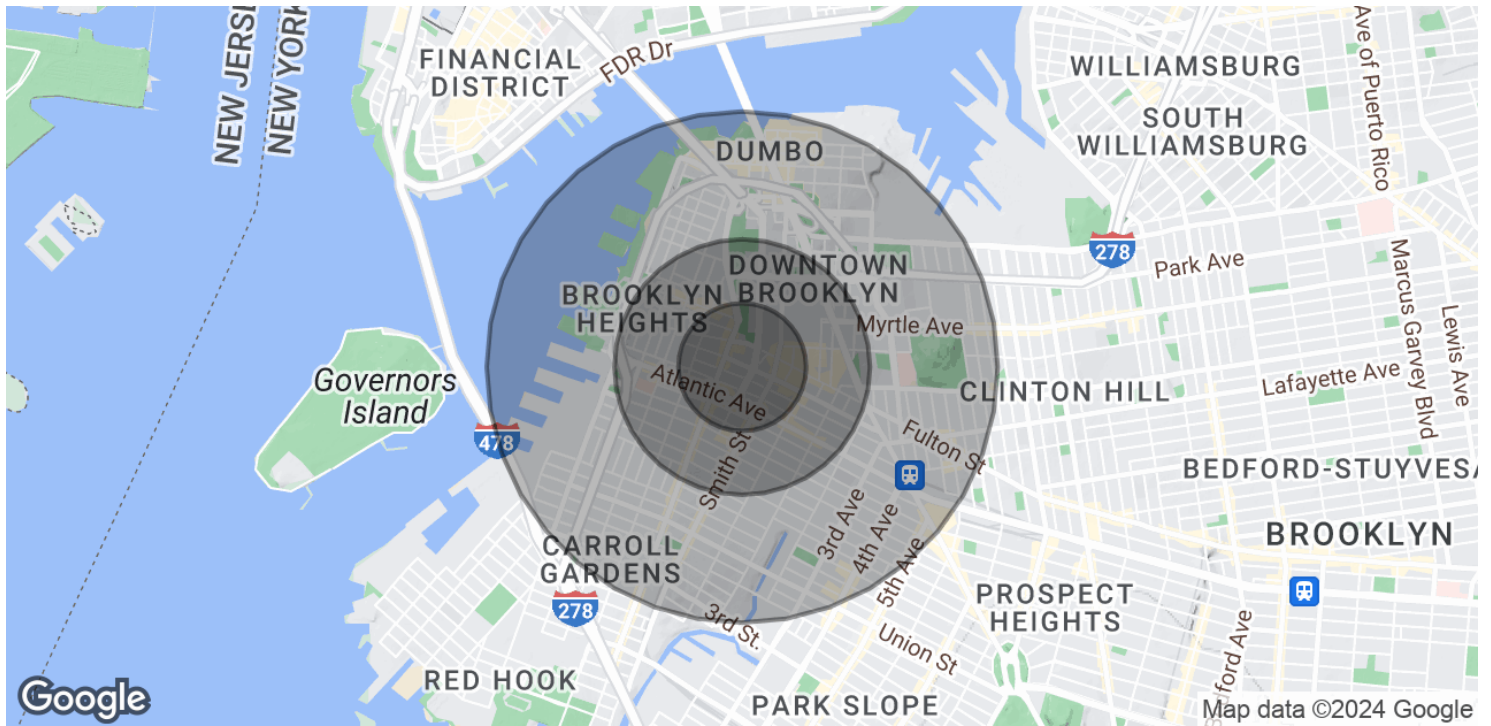 NEW JERS
NEW YORK
FINANCIAL
DISTRICT
FDR Dr
WILLIAMSBURG
SOUTH
WILLIAMSBURG
Ave of Puerto Rico
DUMBO
278
Park Ave
DOWNTOWN
BROOKLYN
BROOKLYN
HEIGHTS
Myrtle Ave
Marcus Garvey Blvd
Lewis Ave
Governors
Island
Atlantic Ave
CLINTON HILL
Lafayette Ave
478
Smith St
Fulton St
BEDFORD-STUYVESA
3rd Ave
4th Ave
5th Ave
BROOKLYN
CARROLL
GARDENS
278
3rd St.
Union St
PROSPECT
HEIGHTS
RED HOOK
PARK SLOPE
dford Ave
Google
Map data ©2024 Google